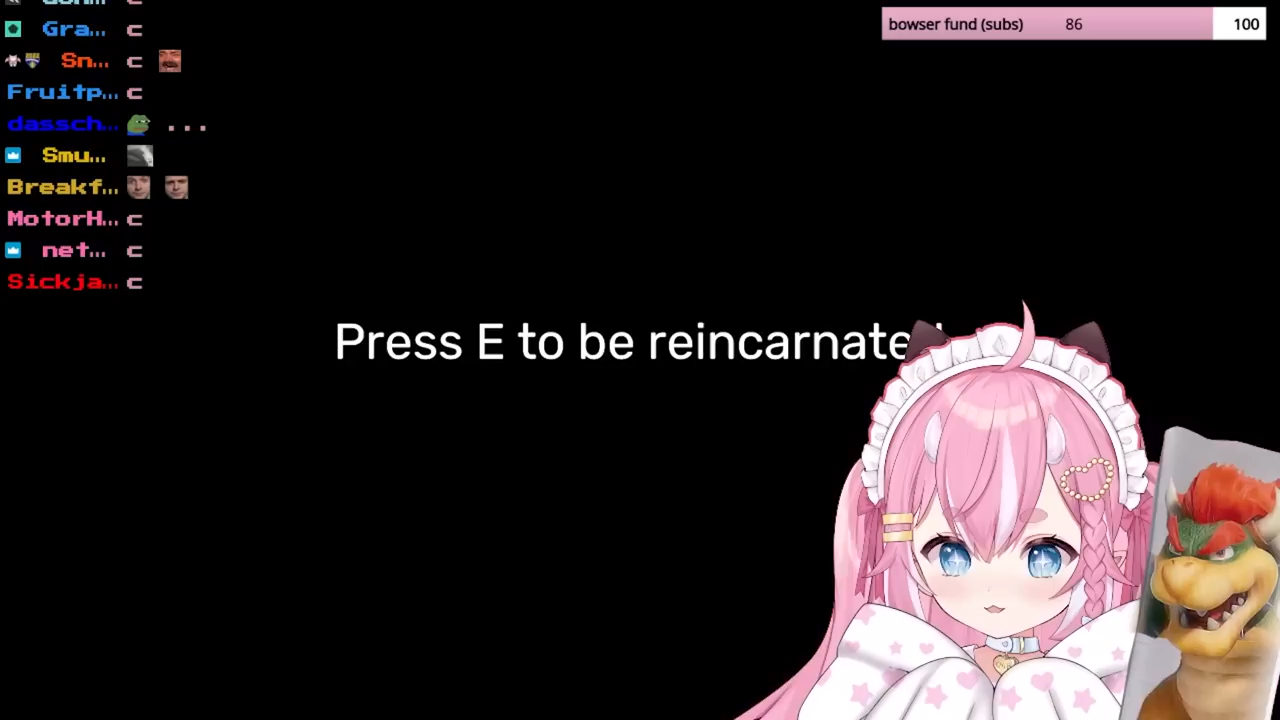 bowser fund (subs) 86 100
Gra... c
Sn... c
Fruitp... c
dassch... ...
Smu...
Breakf...
MotorH... c
net... c
Sickja... c
Press E to be reincarnate